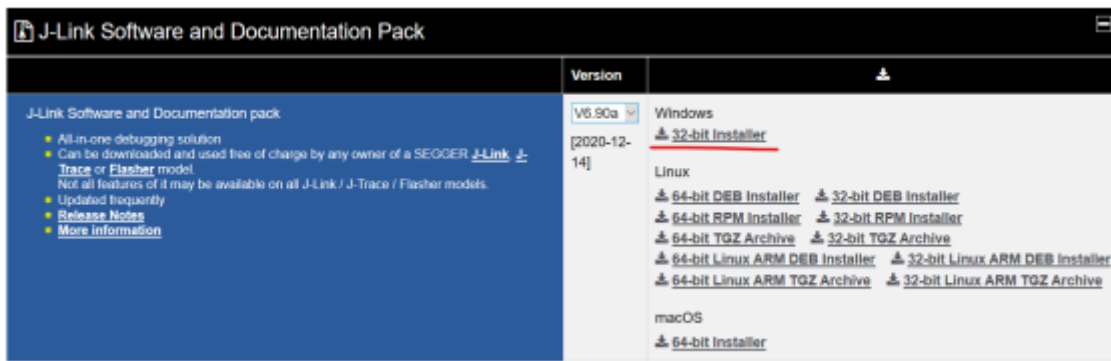 J-Link Software and Documentation Pack
Version
J-Link Software and Documentation pack
All-in-one debugging solution
Can be downloaded and used free of charge by any owner of a SEGGER J-Link, J-
Trace or Flasher model.
Not all features of it may be available on all J-Link / J-Trace / Flasher models.
Updated frequently
Release Notes
More information
V6.90a
[2020-12-
14]
Windows
32-bit Installer
Linux
64-bit DEB Installer 32-bit DEB Installer
64-bit RPM Installer 32-bit RPM Installer
64-bit TGZ Archive 32-bit TGZ Archive
64-bit Linux ARM DEB Installer 32-bit Linux ARM DEB Installer
64-bit Linux ARM TGZ Archive 32-bit Linux ARM TGZ Archive
macOS
64-bit Installer